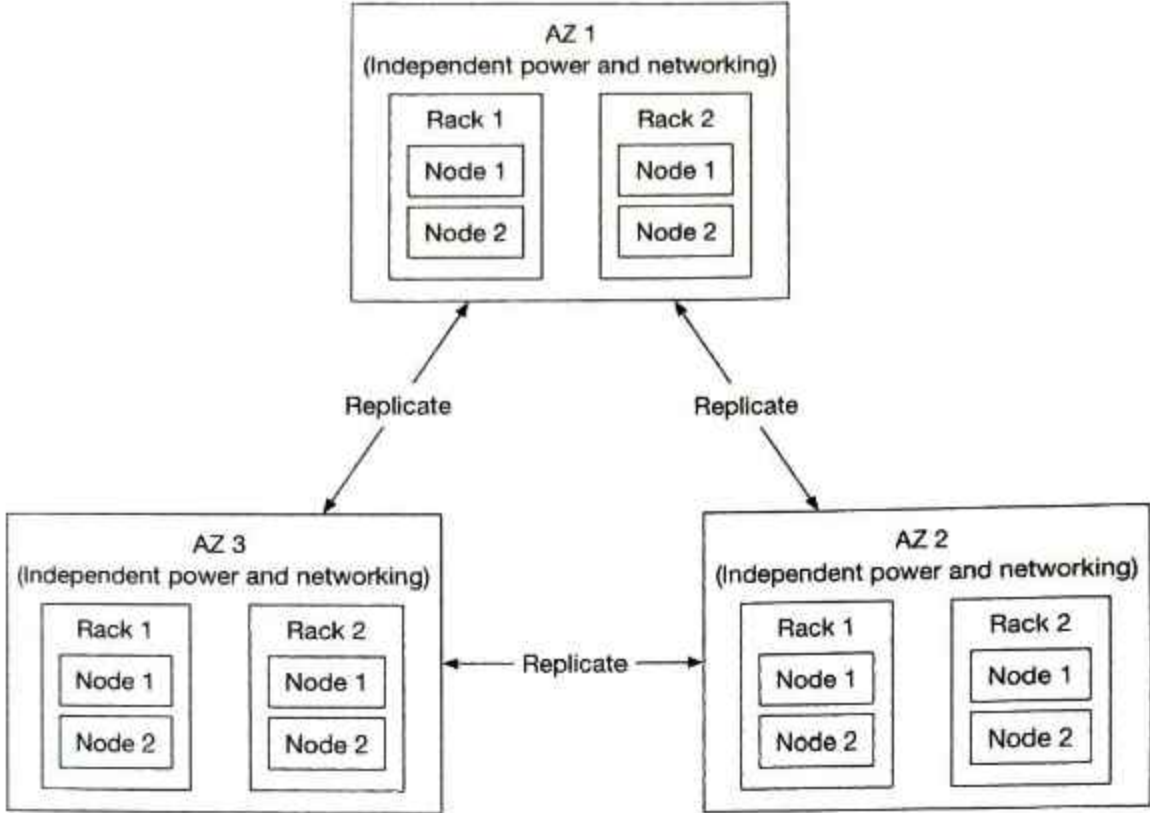 AZ 1
(Independent power and networking)
Rack 1
Node 1
Node 2
Rack 2
Node 1
Node 2
Replicate
Replicate
AZ 3
(Independent power and networking)
Rack 1
Node 1
Node 2
Rack 2
Node 1
Node 2
Replicate
AZ 2
(Independent power and networking)
Rack 1
Node 1
Node 2
Rack 2
Node 1
Node 2